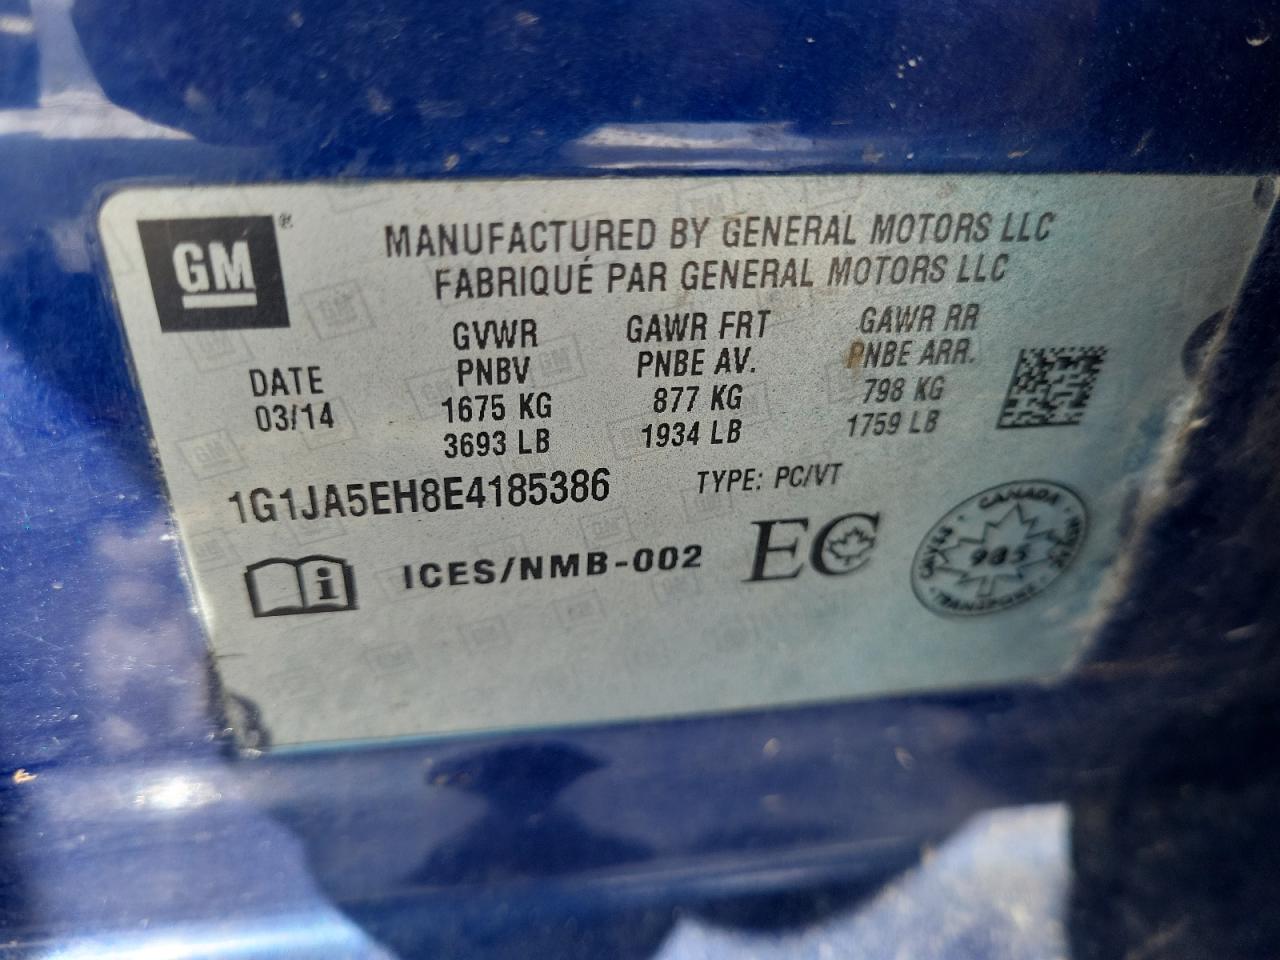 GM®
MANUFACTURED BY GENERAL MOTORS LLC
FABRIQUÉ PAR GENERAL MOTORS LLC
DATE
03/14
GVWR
PNBV
1675 KG
3693 LB
GAWR FRT
PNBE AV.
877 KG
1934 LB
GAWR RR
PNBE ARR.
798 KG
1759 LB
1G1JA5EH8E4185386
TYPE: PC/VT
i
ICES/NMB-002
EC
CANADA
985
TRANSPORT